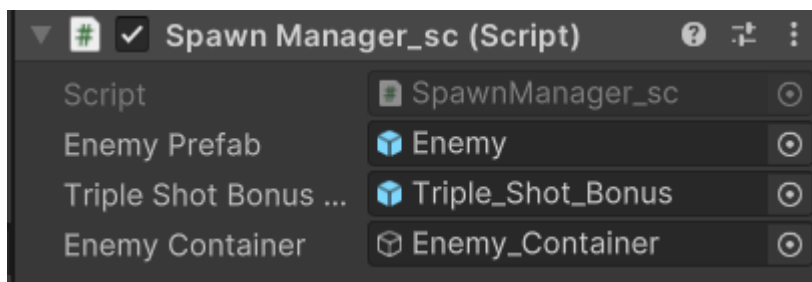 Spawn Manager_sc (Script)
Script SpawnManager_sc
Enemy Prefab Enemy
Triple Shot Bonus ... Triple_Shot_Bonus
Enemy Container Enemy_Container